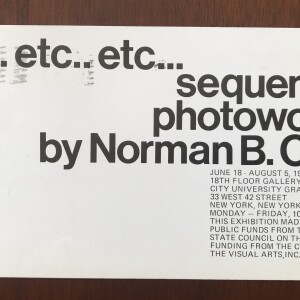 .. etc.. etc...
sequen
photowo
by Norman B. C
JUNE 18 - AUGUST 5, 19
18TH FLOOR GALLERY
CITY UNIVERSITY GRA
33 WEST 42 STREET
NEW YORK, NEW YORK
MONDAY – FRIDAY, 10
THIS EXHIBITION MAD
PUBLIC FUNDS FROM T
STATE COUNCIL ON TH
FUNDING FROM THE C
THE VISUAL ARTS,INC.